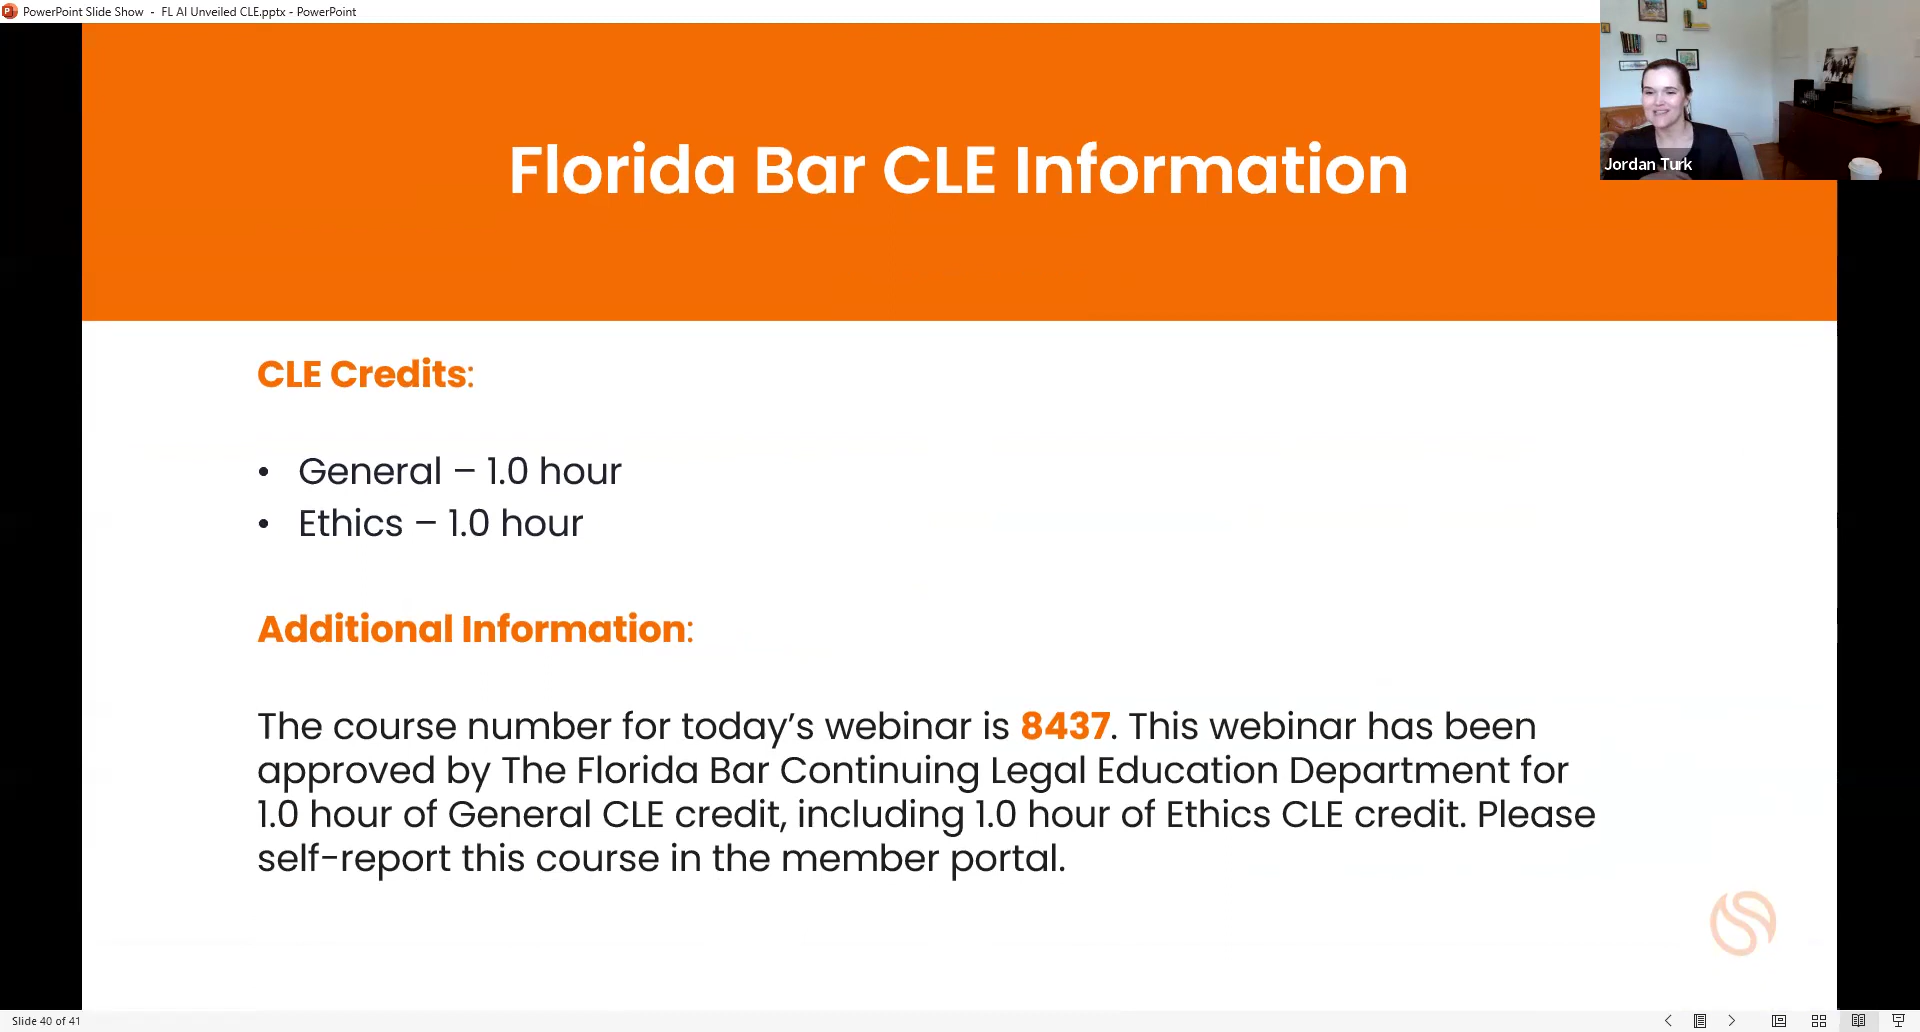 PowerPoint Slide Show - FL AI Unveiled CLE.pptx - PowerPoint
Florida Bar CLE Information
Jordan Turk
CLE Credits:
• General – 1.0 hour
• Ethics – 1.0 hour
Additional Information:
The course number for today’s webinar is 8437. This webinar has been
approved by The Florida Bar Continuing Legal Education Department for
1.0 hour of General CLE credit, including 1.0 hour of Ethics CLE credit. Please
self-report this course in the member portal.
Slide 40 of 41